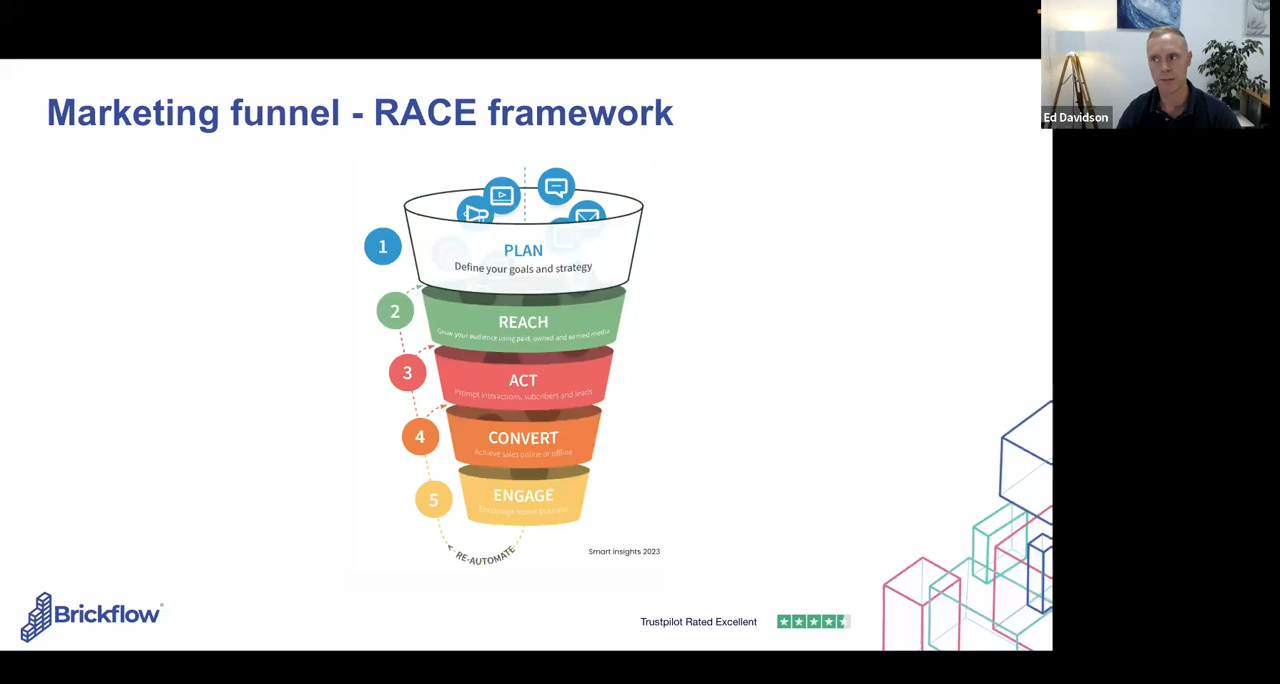 Marketing funnel - RACE framework
Ed Davidson
1
PLAN
Define your goals and strategy
2
REACH
Grow your audience using paid, owned and earned media
3
ACT
Prompt interactions, subcribers and leads
4
CONVERT
Achieve sales online or offline
5
ENGAGE
Encourage repeat business
RE-AUTOMATE
Smart insights 2023
Brickflow
Trustpilot Rated Excellent